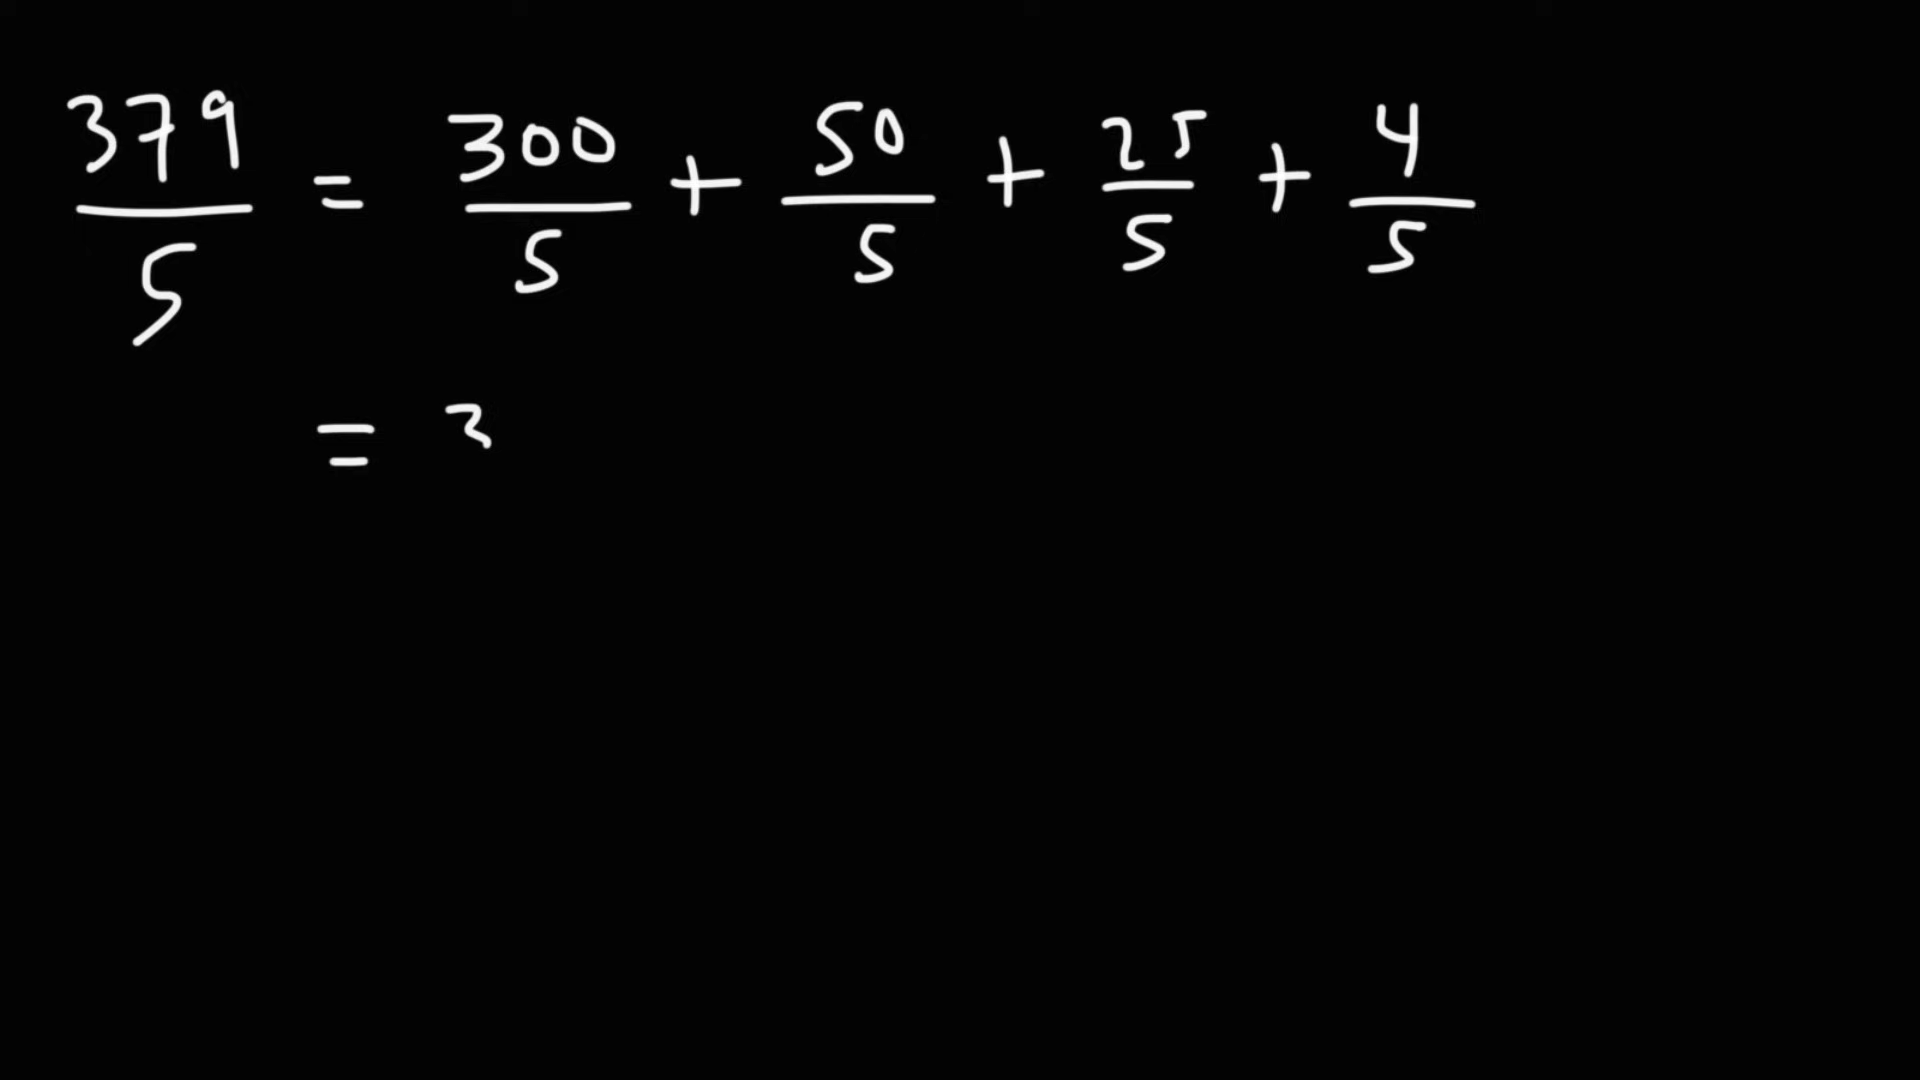 379/5 = 300/5 + 50/5 + 25/5 + 4/5
= 3